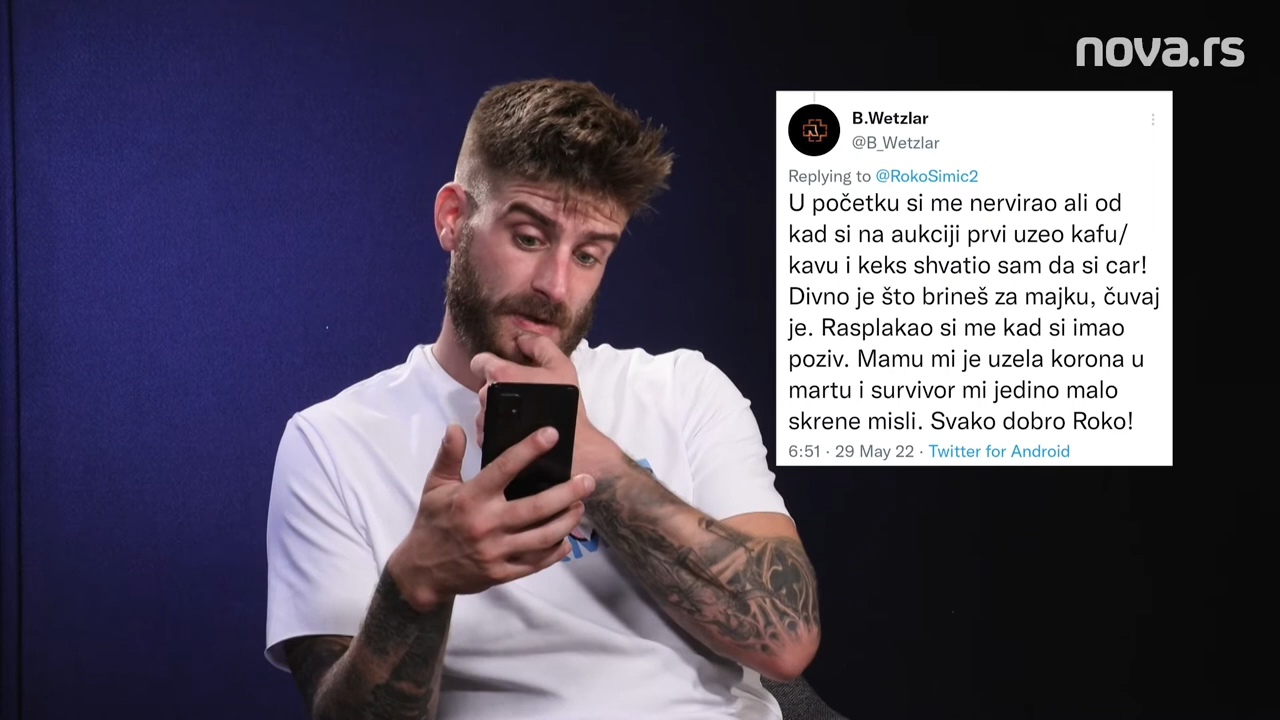 nova.rs
B.Wetzlar
@B_Wetzlar
Replying to @RokoSimic2
U početku si me nervirao ali od
kad si na aukciji prvi uzeo kafu/
kavu i keks shvatio sam da si car!
Divno je što brineš za majku, čuvaj
je. Rasplakao si me kad si imao
poziv. Mamu mi je uzela korona u
martu i survivor mi jedino malo
skrene misli. Svako dobro Roko!
6:51 · 29 May 22 · Twitter for Android